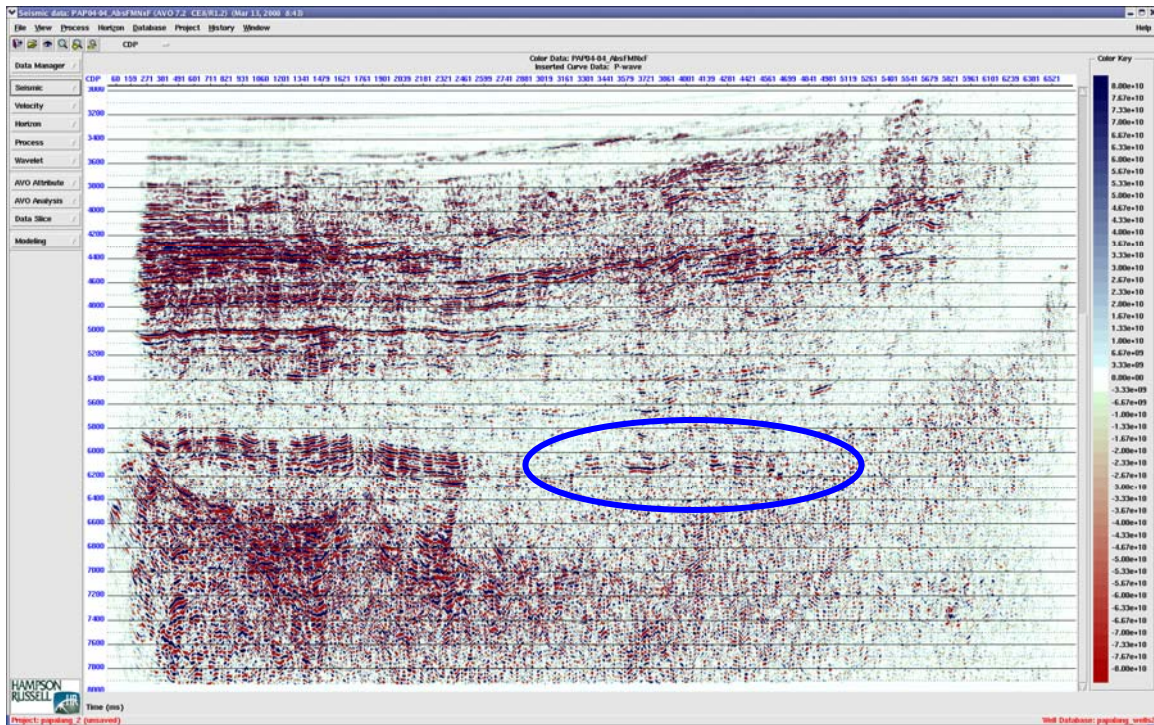 Seismic data: PAP04-04_AbsFMNxF (AVO 7.2 CE8/R1.2) (Mar 13, 2008 8:43)
File View Process Horizon Database Project History Window Help
CDP
Color Data: PAP04-04_AbsFMNxF
Inserted Curve Data: P-wave
Color Key
Data Manager
Seismic
Velocity
Horizon
Process
Wavelet
AVO Attribute
AVO Analysis
Data Slice
Modeling
CDP 60 159 271 381 491 601 711 821 931 1068 1201 1341 1479 1621 1763 1901 2039 2181 2321 2461 2599 2741 2881 3019 3161 3301 3441 3579 3721 3861 4001 4139 4281 4421 4561 4699 4841 4981 5119 5261 5401 5541 5679 5821 5961 6101 6239 6381 6521
3000
3200
3400
3600
3800
4000
4200
4400
4600
4800
5000
5200
5400
5600
5800
6000
6200
6400
6600
6800
7000
7200
7400
7600
7800
8000
8.00e+10
7.67e+10
7.33e+10
7.00e+10
6.67e+10
6.33e+10
6.00e+10
5.67e+10
5.33e+10
5.00e+10
4.67e+10
4.33e+10
4.00e+10
3.67e+10
3.33e+10
3.00e+10
2.67e+10
2.33e+10
2.00e+10
1.67e+10
1.33e+10
1.00e+10
6.67e+09
3.33e+09
0.00e+00
-3.33e+09
-6.67e+09
-1.00e+10
-1.33e+10
-1.67e+10
-2.00e+10
-2.33e+10
-2.67e+10
-3.00e+10
-3.33e+10
-3.67e+10
-4.00e+10
-4.33e+10
-4.67e+10
-5.00e+10
-5.33e+10
-5.67e+10
-6.00e+10
-6.33e+10
-6.67e+10
-7.00e+10
-7.33e+10
-7.67e+10
-8.00e+10
HAMPSON
RUSSELL
HR
Time (ms)
Project: papalang_2 (unsaved)